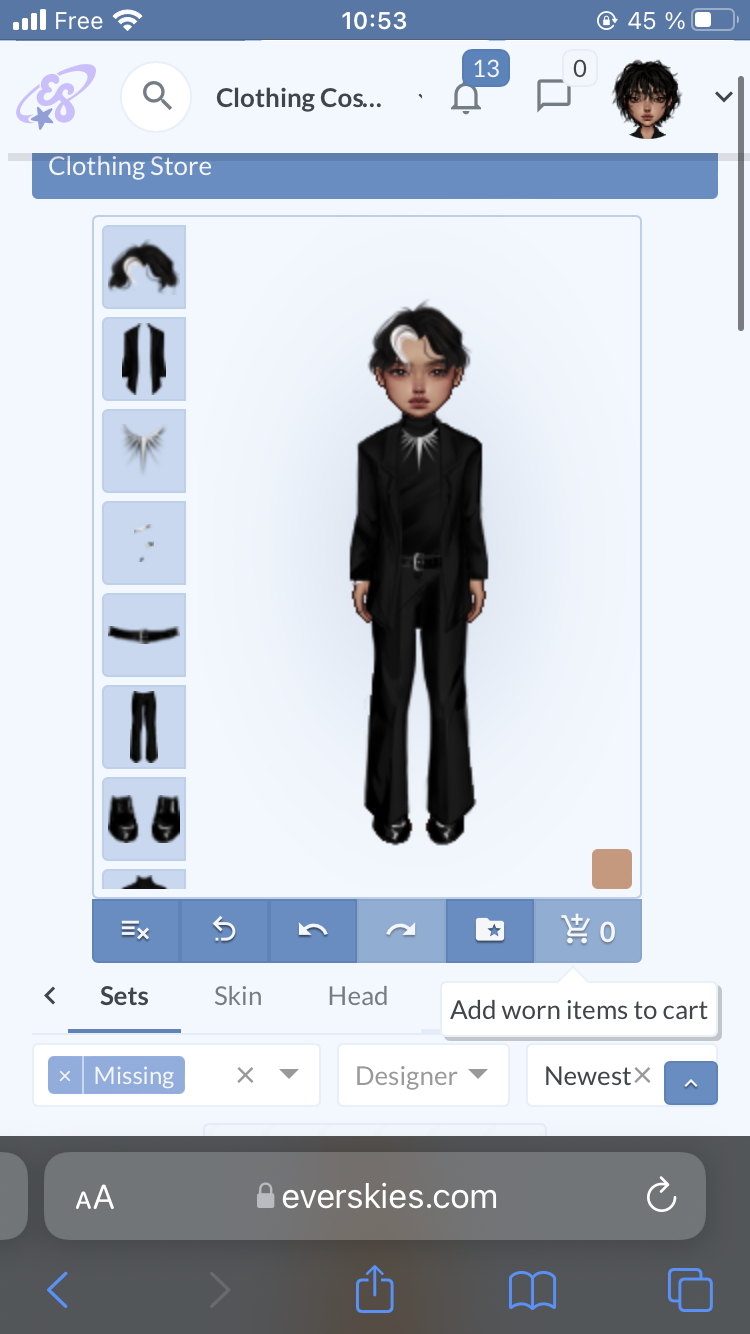 Free
10:53
45 %
ES
Clothing Cos...
13
0
Clothing Store
0
Sets
Skin
Head
Add worn items to cart
× Missing
Designer
Newest
AA
everskies.com